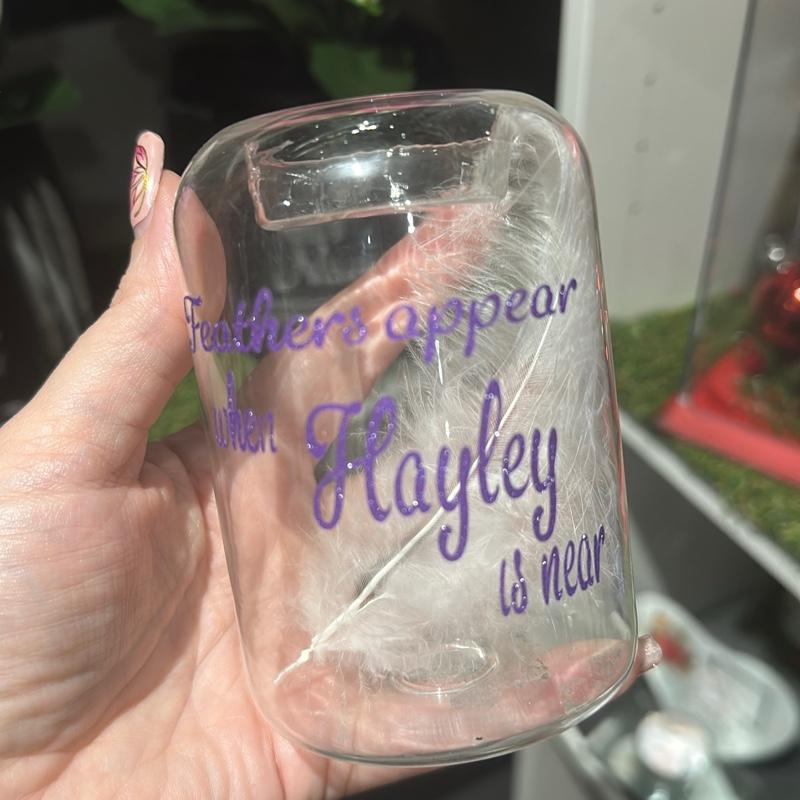 Feathers appear
when Hayley
is near